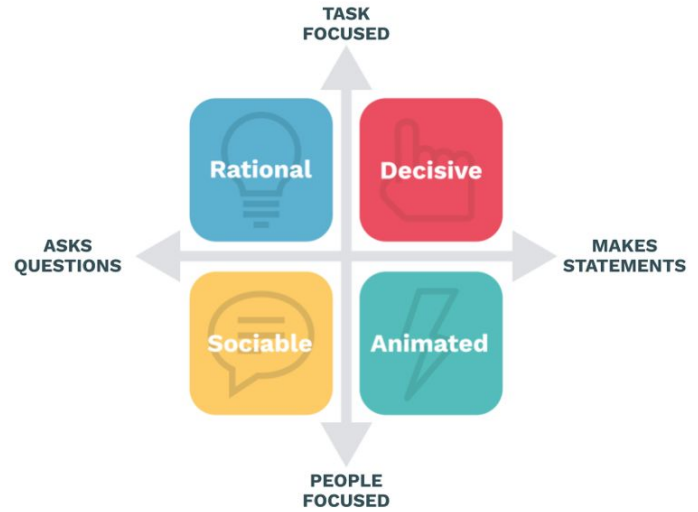 TASK
FOCUSED
Rational
Decisive
ASKS
QUESTIONS
MAKES
STATEMENTS
Sociable
Animated
PEOPLE
FOCUSED